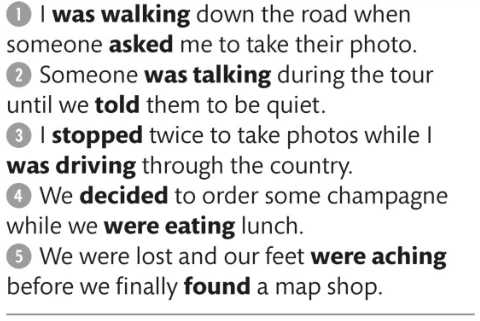 1 I was walking down the road when
someone asked me to take their photo.
2 Someone was talking during the tour
until we told them to be quiet.
3 I stopped twice to take photos while I
was driving through the country.
4 We decided to order some champagne
while we were eating lunch.
5 We were lost and our feet were aching
before we finally found a map shop.